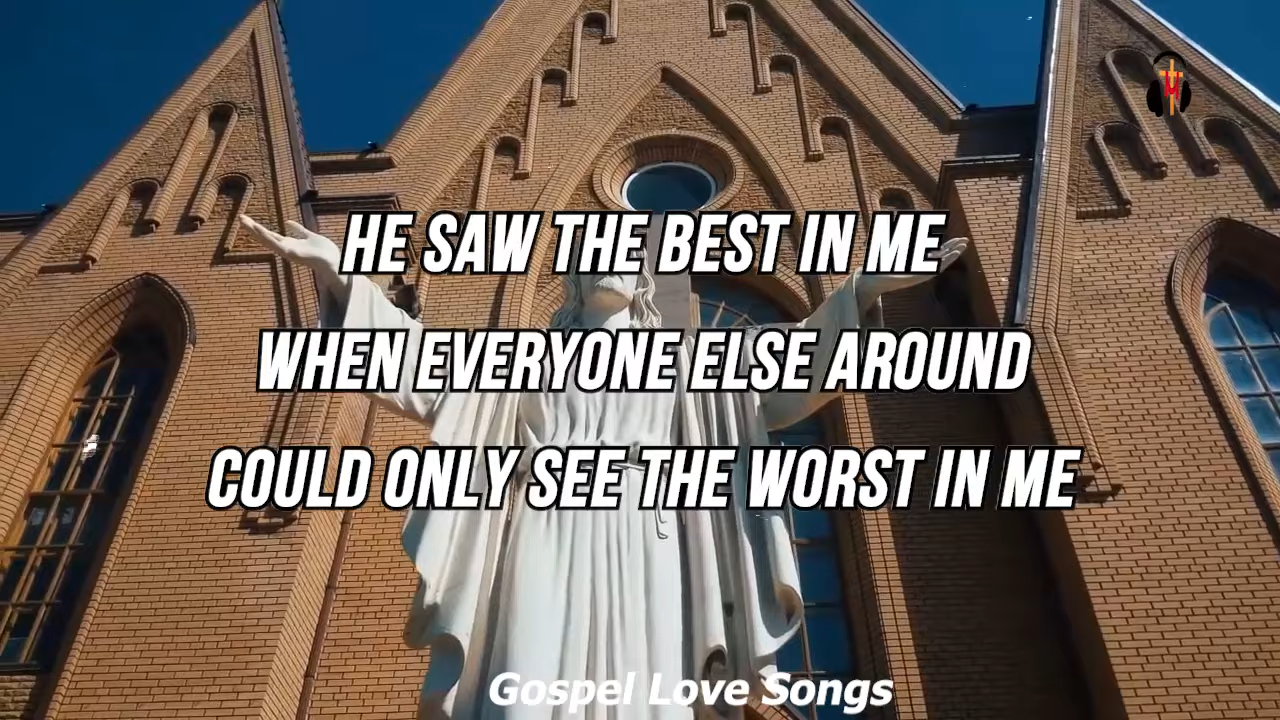 HE SAW THE BEST IN ME
WHEN EVERYONE ELSE AROUND
COULD ONLY SEE THE WORST IN ME
Gospel Love Songs